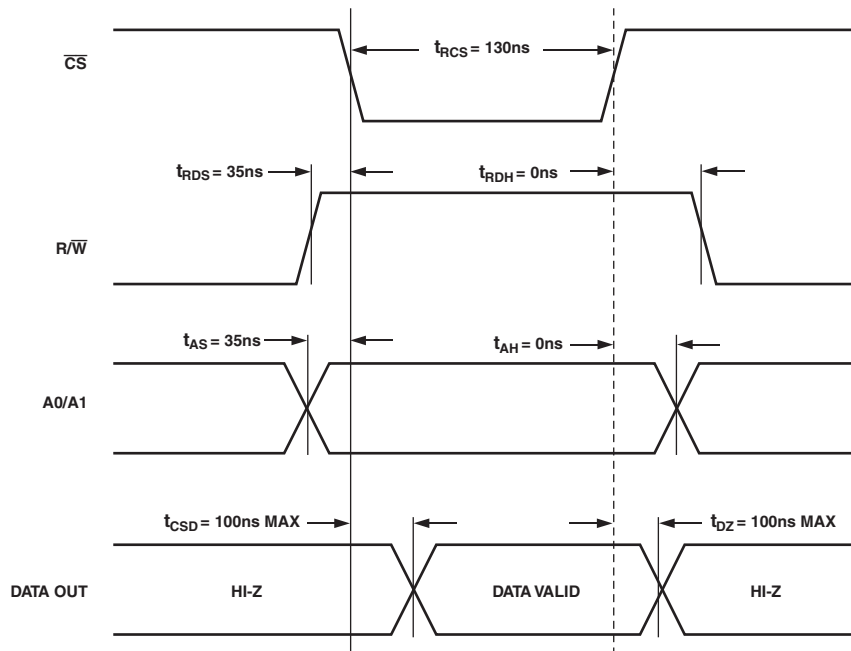 C̅S̅
tRCS = 130ns
tRDS = 35ns
tRDH = 0ns
R/W̅
tAS = 35ns
tAH = 0ns
A0/A1
tCSD = 100ns MAX
tDZ = 100ns MAX
DATA OUT
HI-Z
DATA VALID
HI-Z